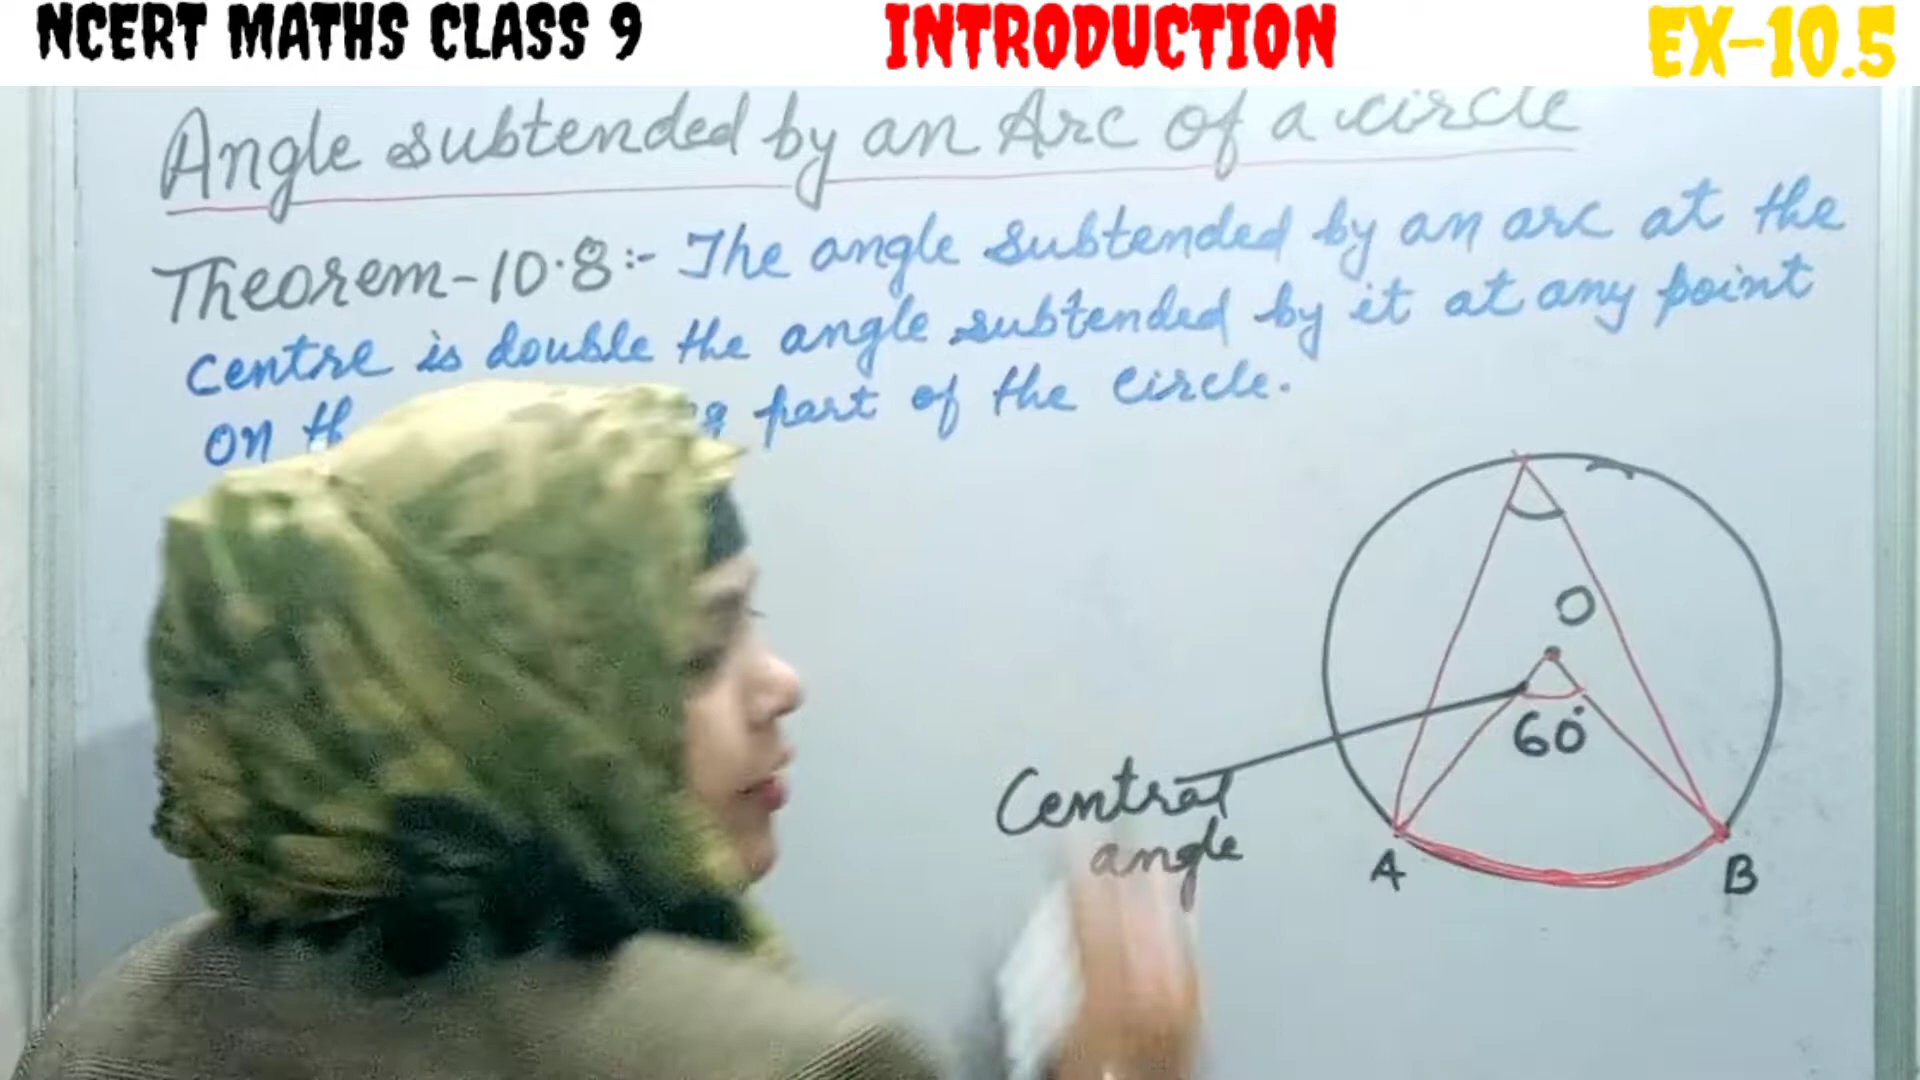 NCERT MATHS CLASS 9 INTRODUCTION EX-10.5
Angle subtended by an Arc of a circle
Theorem-10.8:- The angle subtended by an arc at the
centre is double the angle subtended by it at any point
on part of the circle.
O
60°
Central
angle
A B